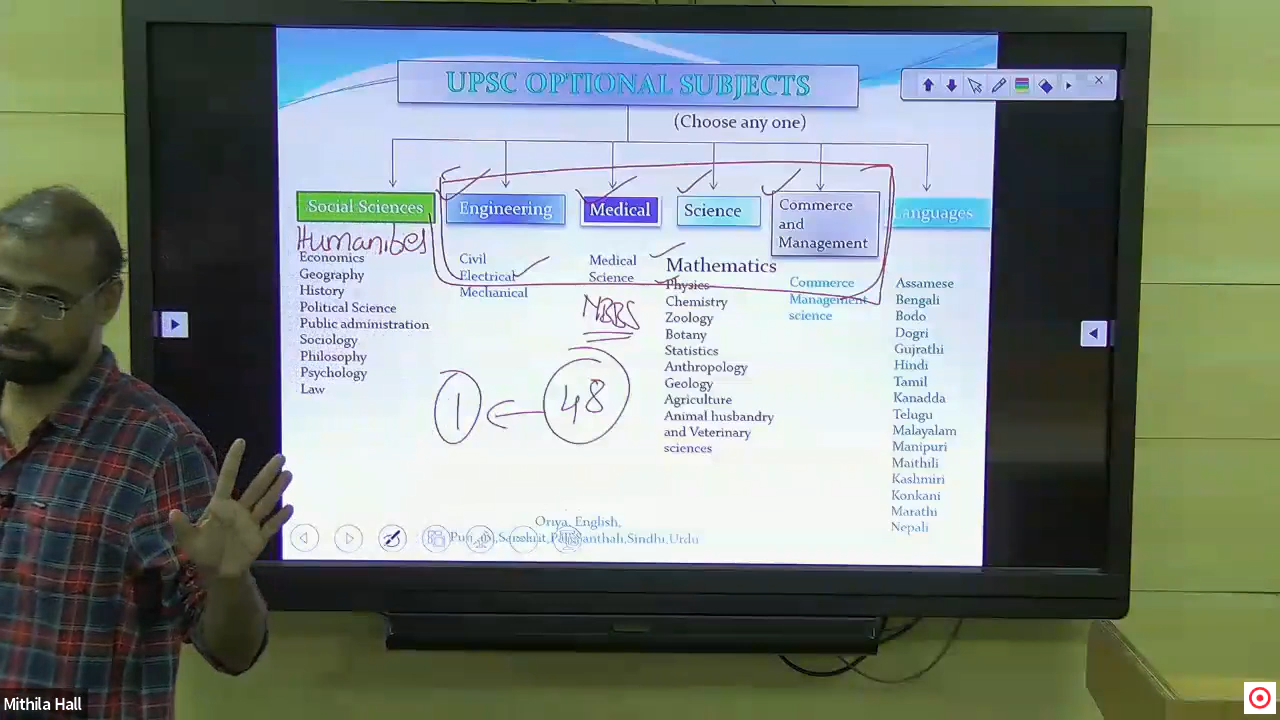 UPSC OPTIONAL SUBJECTS
(Choose any one)
Social Sciences
Humanities
Economics
Geography
History
Political Science
Public administration
Sociology
Philosophy
Psychology
Law
Engineering
Civil
Electrical
Mechanical
Medical
Medical
Science
MBBS
1
48
Science
Mathematics
Physics
Chemistry
Zoology
Botany
Statistics
Anthropology
Geology
Agriculture
Animal husbandry
and Veterinary
sciences
Commerce
and
Management
Commerce
Management
science
Languages
Assamese
Bengali
Bodo
Dogri
Gujrathi
Hindi
Tamil
Kanadda
Telugu
Malayalam
Manipuri
Maithili
Kashmiri
Konkani
Marathi
Nepali
Oriya, English,
Santhali,Sindhi,Urdu
Mithila Hall